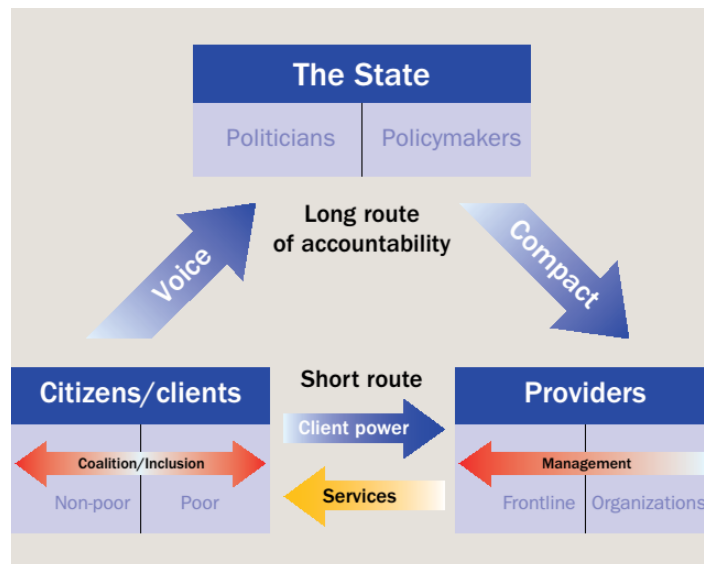 The State
Politicians
Policymakers
Long route
of accountability
Voice
Compact
Citizens/clients
Short route
Providers
Client power
Coalition/Inclusion
Management
Services
Non-poor
Poor
Frontline
Organizations